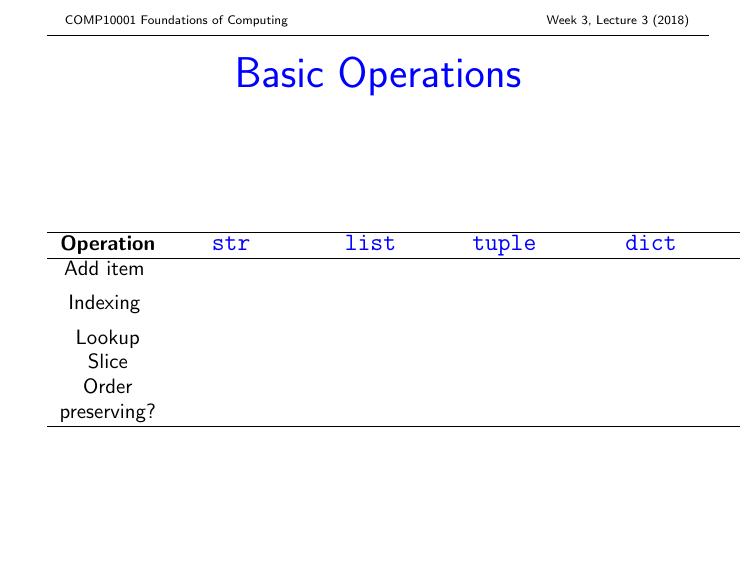 COMP10001 Foundations of Computing Week 3, Lecture 3 (2018)
Basic Operations
Operation str list tuple dict
Add item
Indexing
Lookup
Slice
Order
preserving?